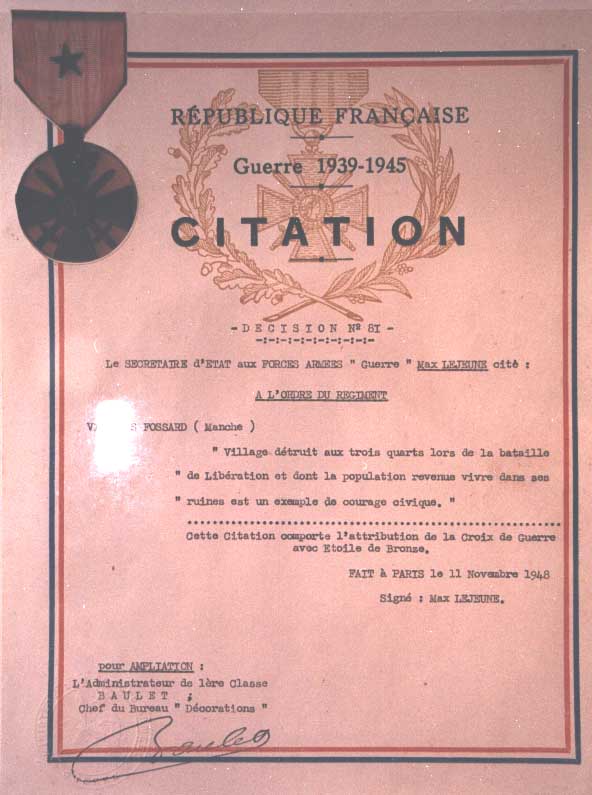 RÉPUBLIQUE FRANÇAISE
Guerre 1939-1945
CITATION
- DECISION Nº 81 -
-:-:-:-:-:-:-:-:-
Le SECRETAIRE d'ETAT aux FORCES ARMEES " Guerre " Max LEJEUNE cite :
A L'ORDRE DU REGIMENT
FOSSARD ( Manche )
" Village détruit aux trois quarts lors de la bataille
" de Libération et dont la population revenue vivre dans ses
" ruines est un exemple de courage civique. "
Cette Citation comporte l'attribution de la Croix de Guerre
avec Etoile de Bronze.
FAIT à PARIS le 11 Novembre 1948
Signé : Max LEJEUNE.
pour AMPLIATION :
L'Administrateur de 1ère Classe
BAULET ;
Chef du Bureau " Décorations "
Baulet